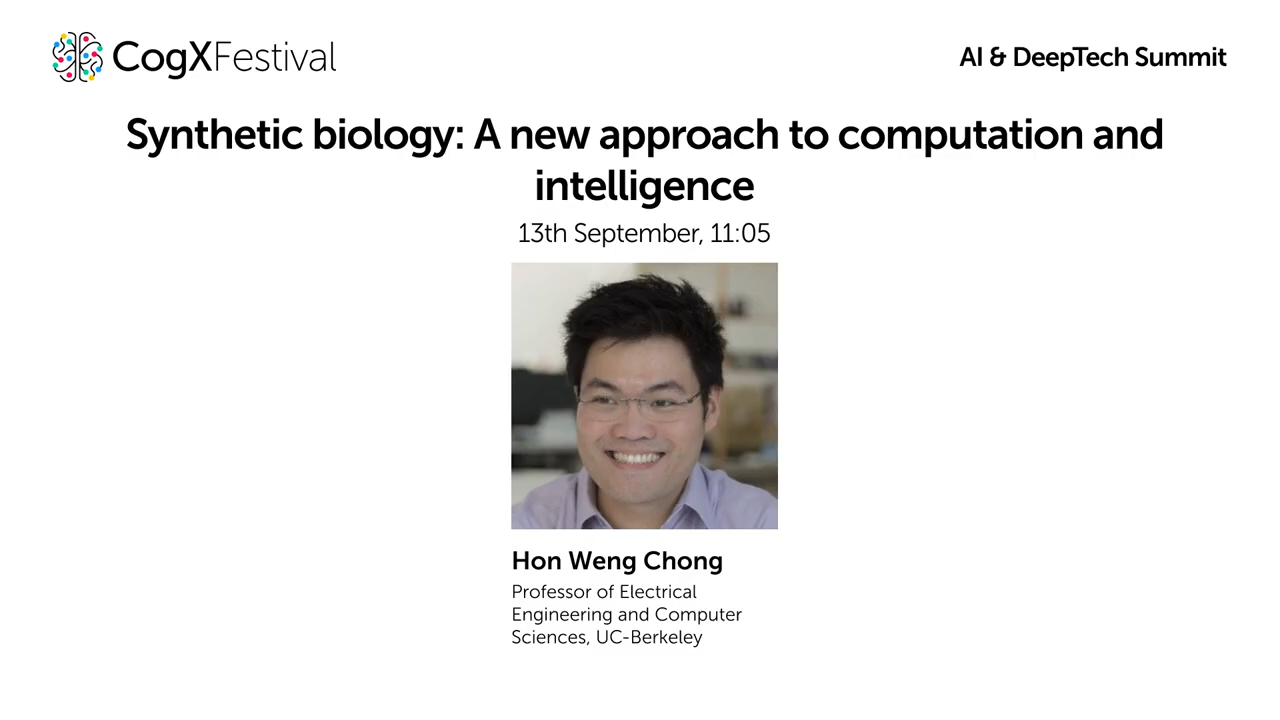 CogXFestival
AI & DeepTech Summit
Synthetic biology: A new approach to computation and
intelligence
13th September, 11:05
Hon Weng Chong
Professor of Electrical
Engineering and Computer
Sciences, UC-Berkeley